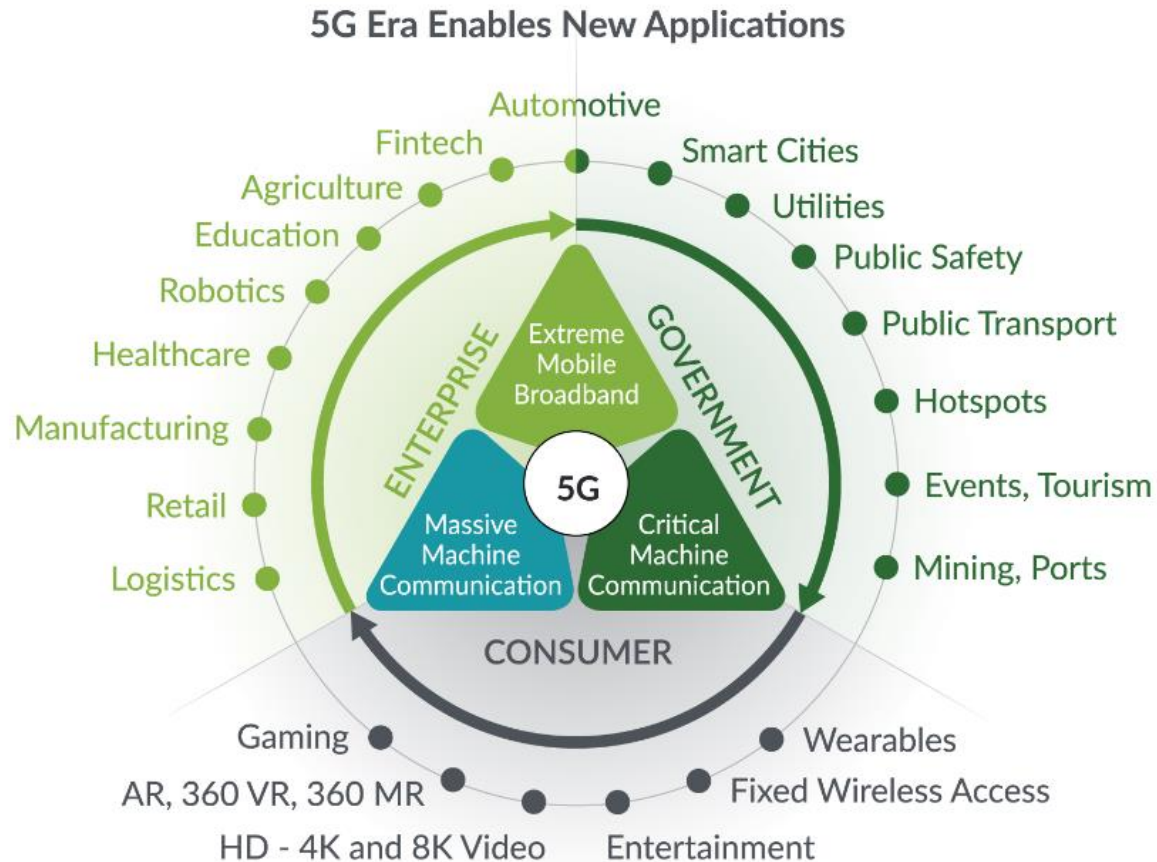 5G Era Enables New Applications
Automotive
Fintech
Smart Cities
Agriculture
Utilities
Education
Public Safety
Robotics
Public Transport
Healthcare
Hotspots
Manufacturing
Events, Tourism
Retail
Mining, Ports
Logistics
ENTERPRISE
GOVERNMENT
Extreme
Mobile
Broadband
5G
Massive
Machine
Communication
Critical
Machine
Communication
CONSUMER
Gaming
Wearables
AR, 360 VR, 360 MR
Fixed Wireless Access
HD - 4K and 8K Video
Entertainment